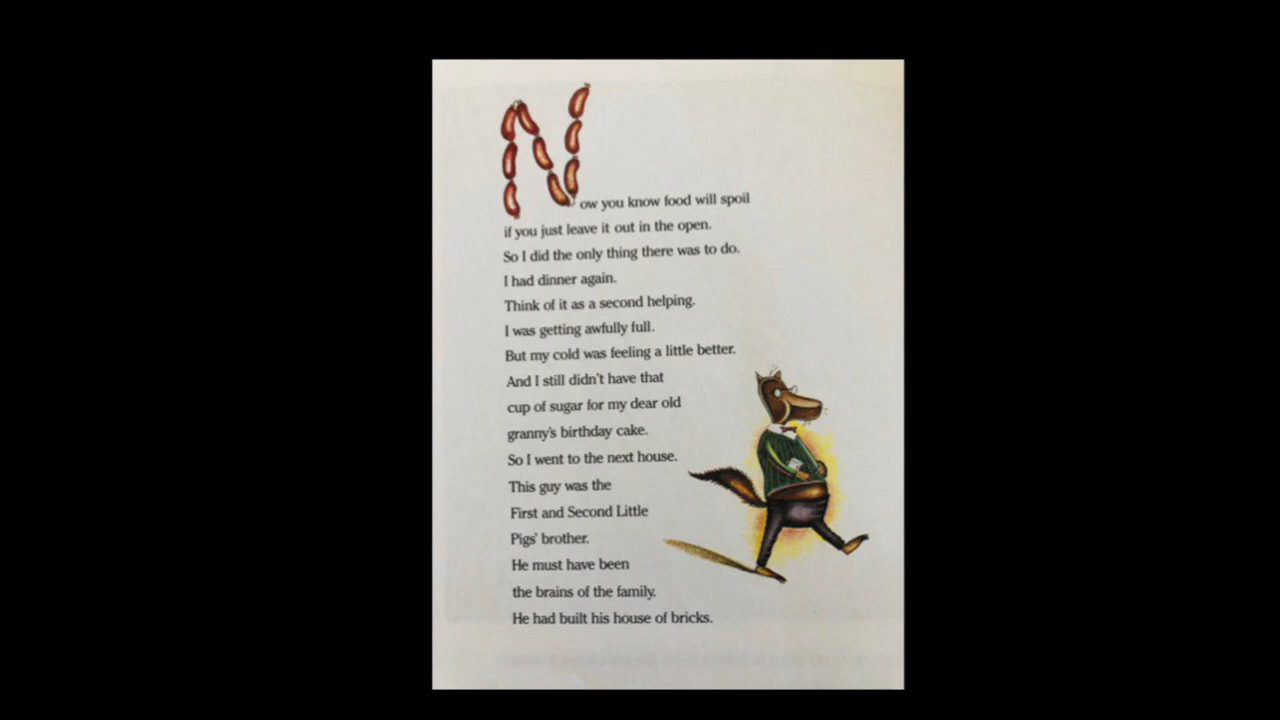 Now you know food will spoil
if you just leave it out in the open.
So I did the only thing there was to do.
I had dinner again.
Think of it as a second helping.
I was getting awfully full.
But my cold was feeling a little better.
And I still didn't have that
cup of sugar for my dear old
granny's birthday cake.
So I went to the next house.
This guy was the
First and Second Little
Pigs' brother.
He must have been
the brains of the family.
He had built his house of bricks.